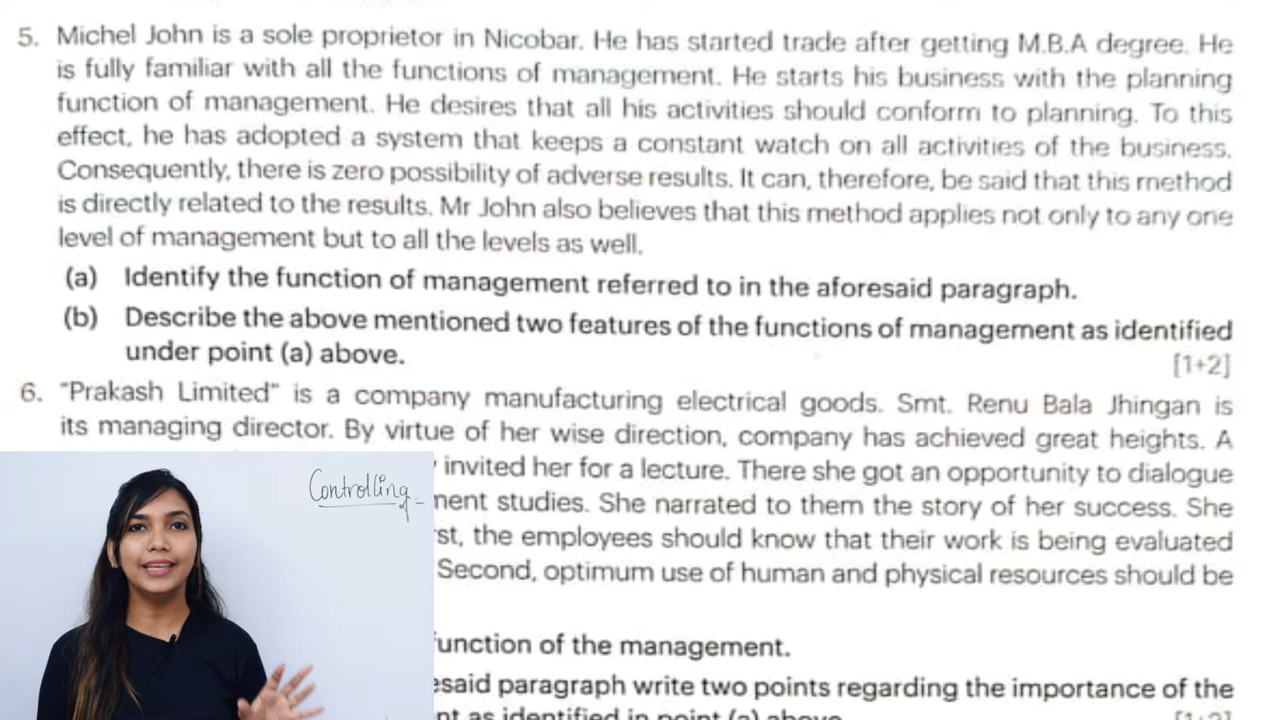 5. Michel John is a sole proprietor in Nicobar. He has started trade after getting M.B.A degree. He
is fully familiar with all the functions of management. He starts his business with the planning
function of management. He desires that all his activities should conform to planning. To this
effect, he has adopted a system that keeps a constant watch on all activities of the business.
Consequently, there is zero possibility of adverse results. It can, therefore, be said that this method
is directly related to the results. Mr John also believes that this method applies not only to any one
level of management but to all the levels as well.
(a) Identify the function of management referred to in the aforesaid paragraph.
(b) Describe the above mentioned two features of the functions of management as identified
under point (a) above.
[1+2]
6. "Prakash Limited" is a company manufacturing electrical goods. Smt. Renu Bala Jhingan is
its managing director. By virtue of her wise direction, company has achieved great heights. A
invited her for a lecture. There she got an opportunity to dialogue
ment studies. She narrated to them the story of her success. She
st, the employees should know that their work is being evaluated
Second, optimum use of human and physical resources should be
unction of the management.
esaid paragraph write two points regarding the importance of the
nt as identified in point (a) above.
Controlling